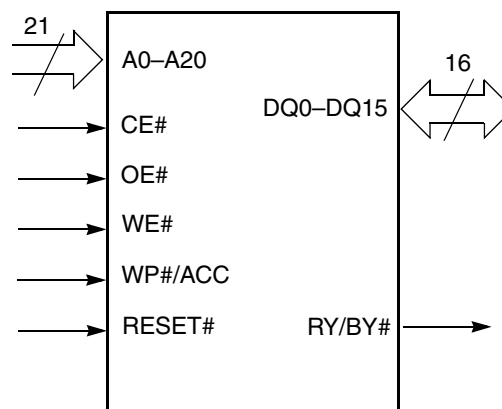 21
A0–A20
16
DQ0–DQ15
CE#
OE#
WE#
WP#/ACC
RESET#
RY/BY#